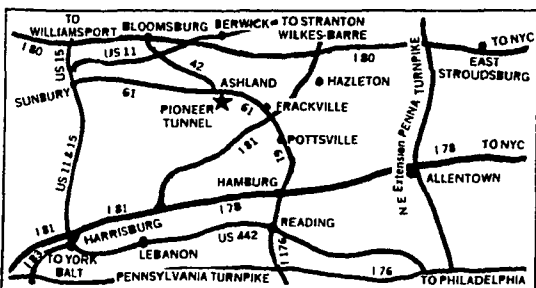 TO
WILLIAMSPORT
BLOOMSBURG
BERWICK
TO STRANTON
WILKES-BARRE
TO NYC
I 80
US 15
US 11
I 80
EAST
STROUDSBURG
42
ASHLAND
HAZLETON
SUNBURY
61
PIONEER
TUNNEL
61
FRACKVILLE
POTTSVILLE
I 81
61
US 11 & 15
N E Extension PENNA TURNPIKE
I 78
TO NYC
ALLENTOWN
HAMBURG
I 81
I 81
I 78
HARRISBURG
READING
US 442
LEBANON
I 83
TO YORK
BALT
I 176
PENNSYLVANIA TURNPIKE
I 76
TO PHILADELPHIA